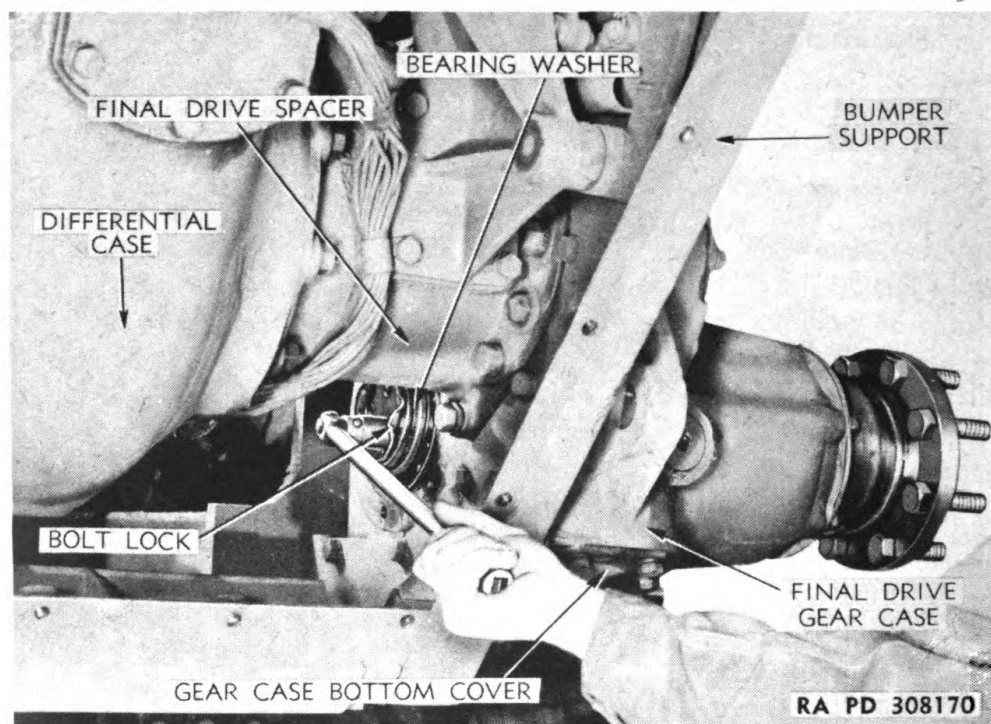 BEARING WASHER
FINAL DRIVE SPACER
BUMPER
SUPPORT
DIFFERENTIAL
CASE
BOLT LOCK
FINAL DRIVE
GEAR CASE
GEAR CASE BOTTOM COVER
RA PD 308170